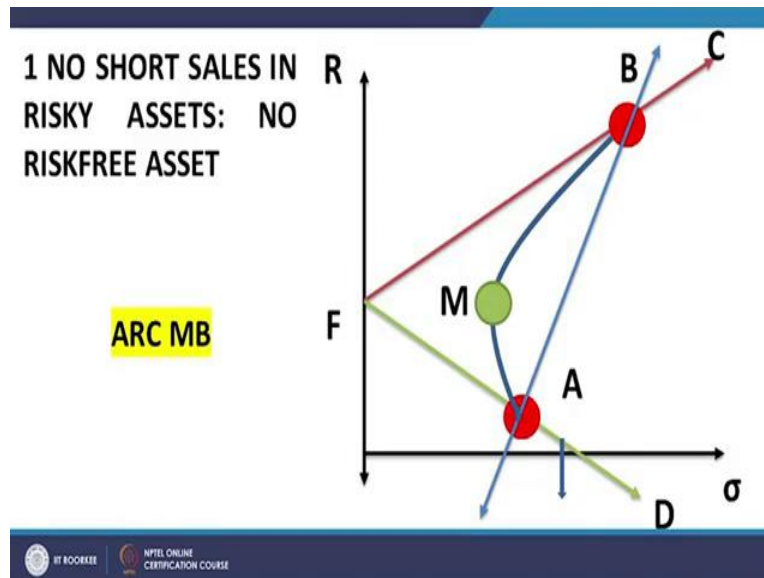 1 NO SHORT SALES IN
RISKY ASSETS: NO
RISKFREE ASSET
ARC MB
R
B
C
M
F
A
σ
D
IIT ROORKEE
NPTEL ONLINE
CERTIFICATION COURSE